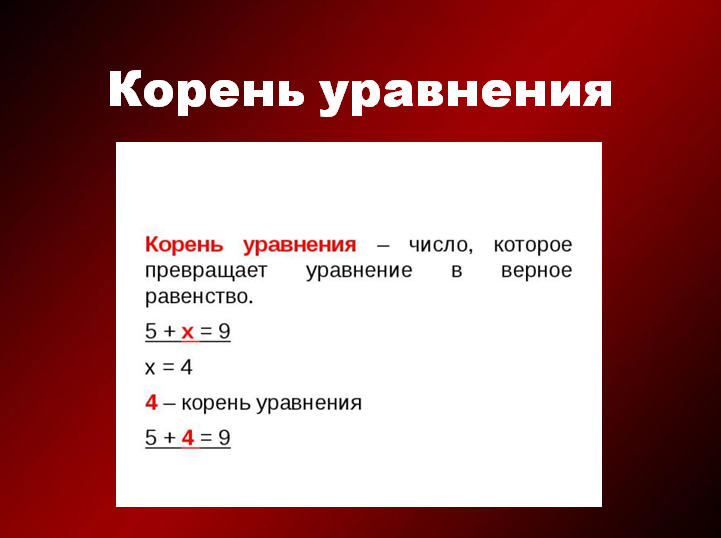 Корень уравнения
Корень уравнения – число, которое
превращает уравнение в верное
равенство.
5 + х = 9
х = 4
4 – корень уравнения
5 + 4 = 9